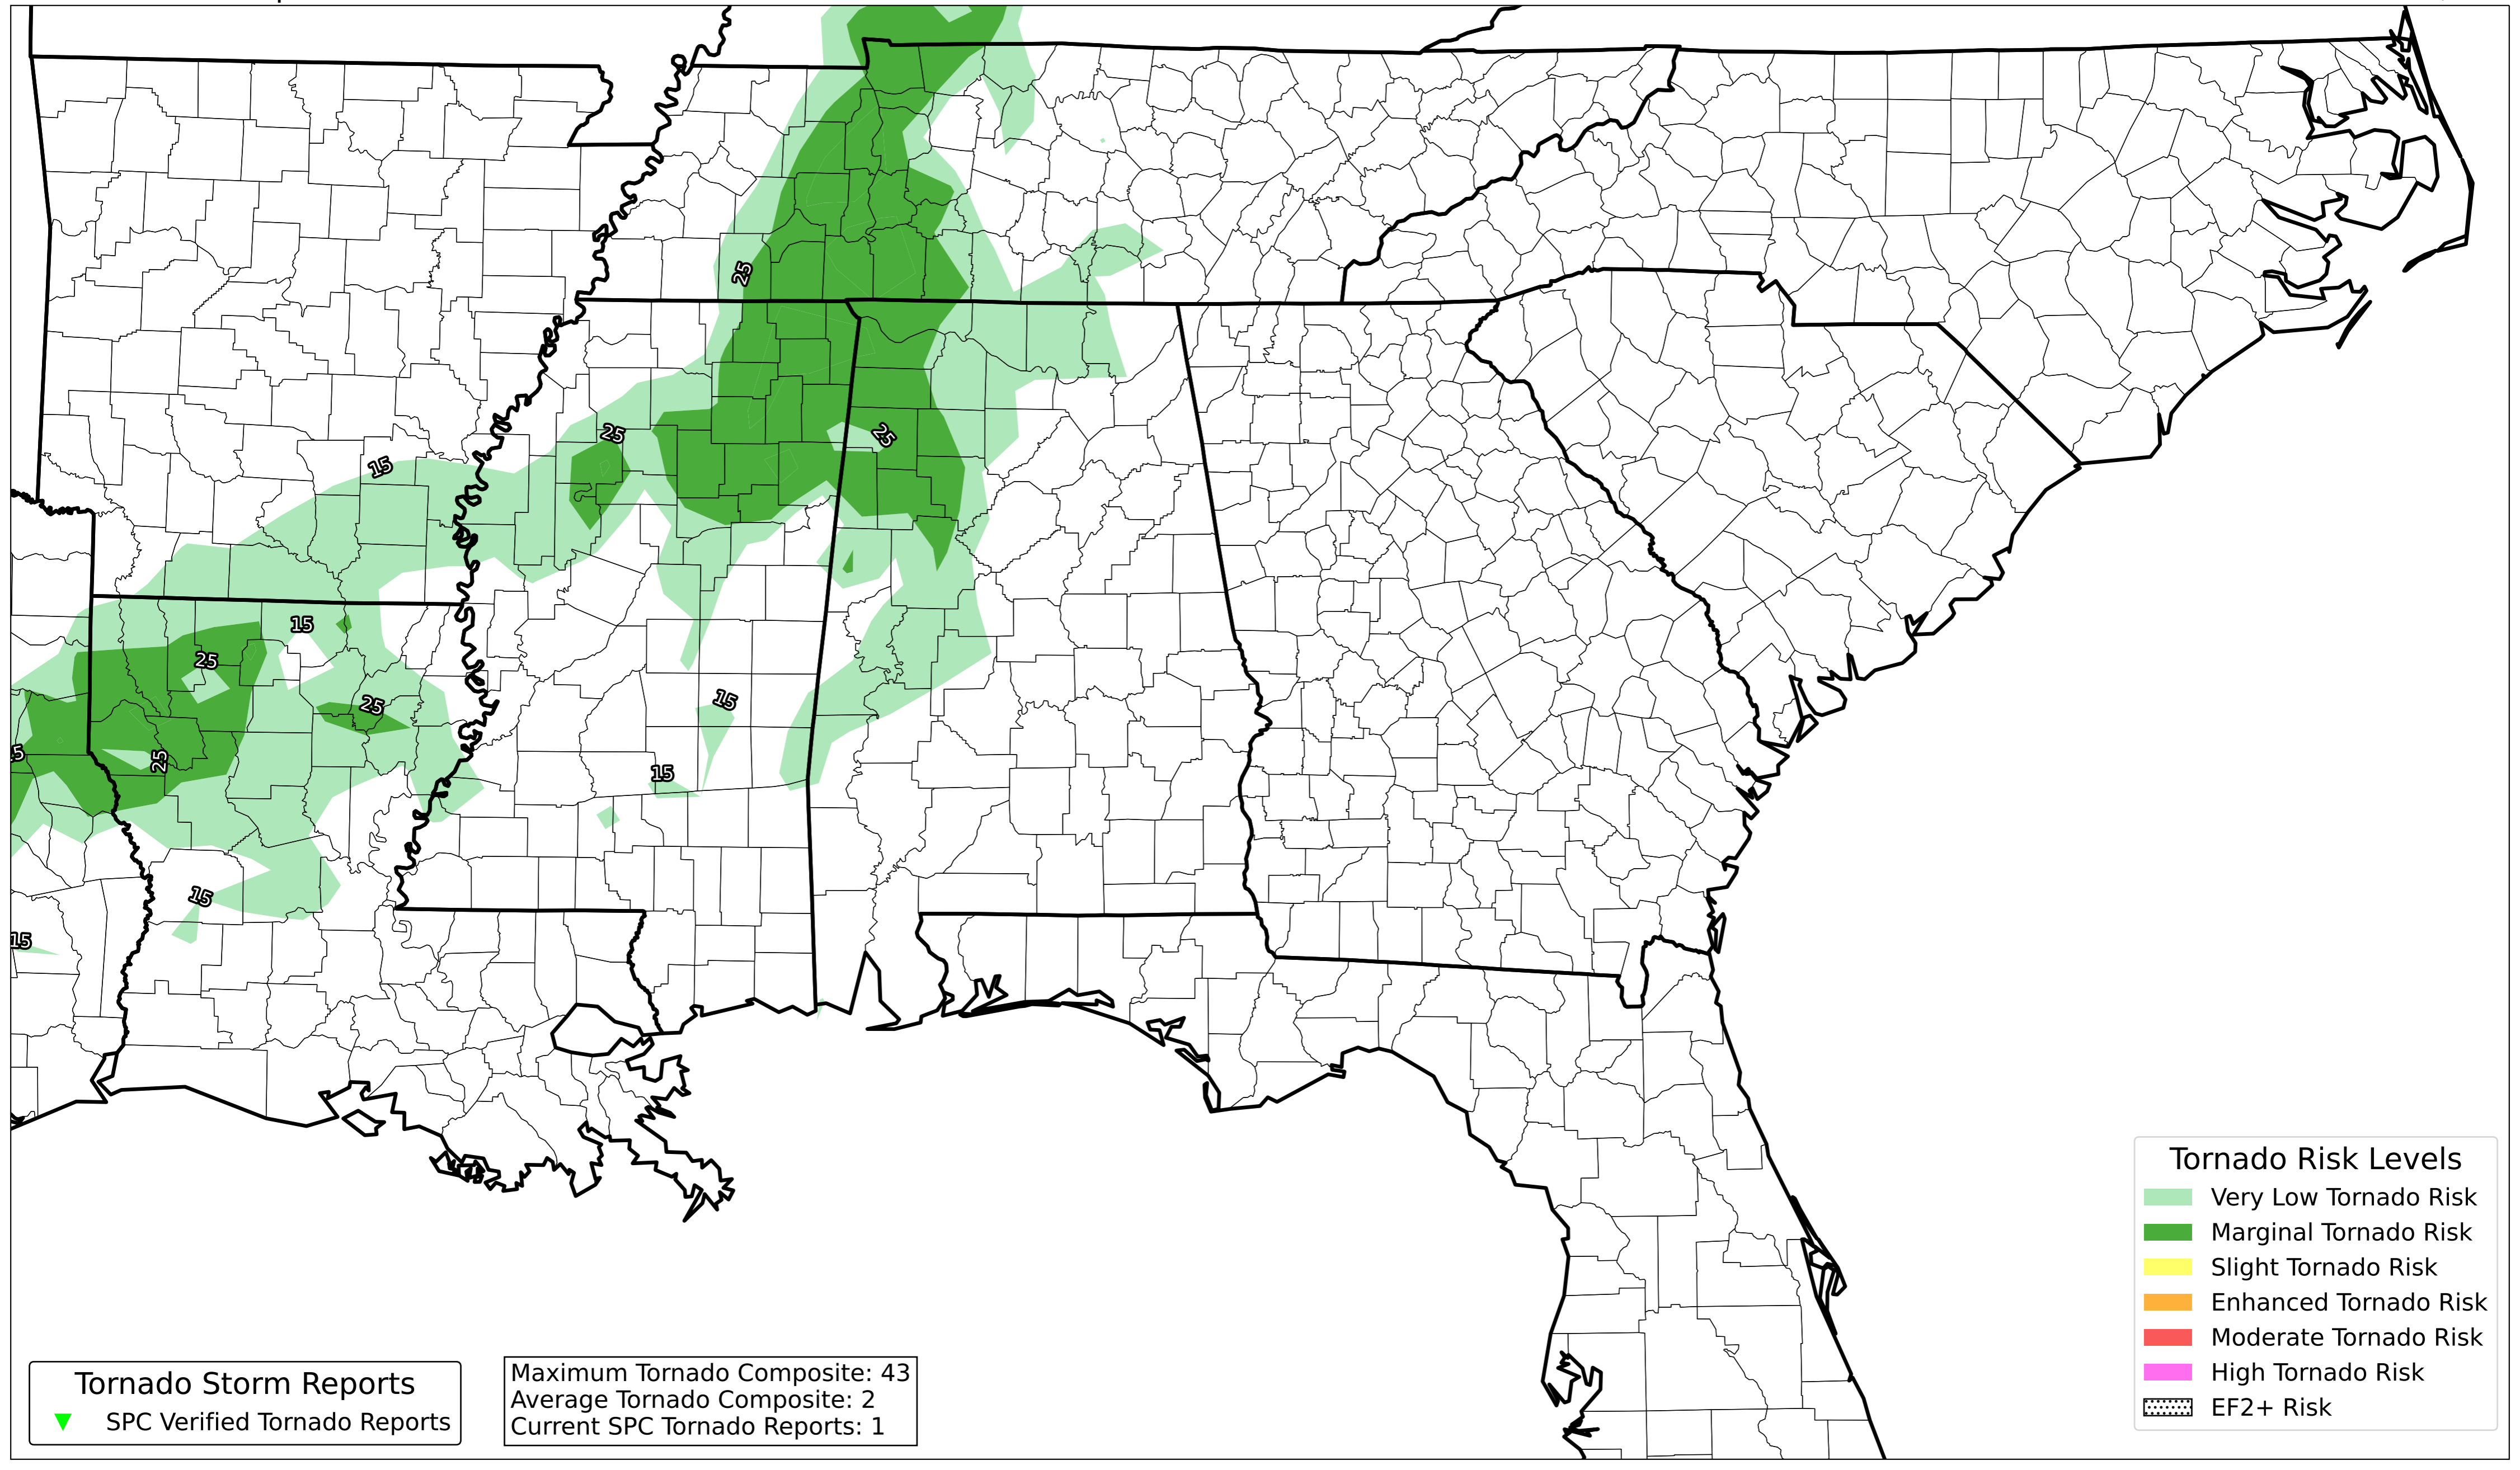 25
25
25
15
15
25
15
25
25
15
15
15
Tornado Risk Levels
Very Low Tornado Risk
Marginal Tornado Risk
Slight Tornado Risk
Enhanced Tornado Risk
Moderate Tornado Risk
High Tornado Risk
EF2+ Risk
Tornado Storm Reports
SPC Verified Tornado Reports
Maximum Tornado Composite: 43
Average Tornado Composite: 2
Current SPC Tornado Reports: 1